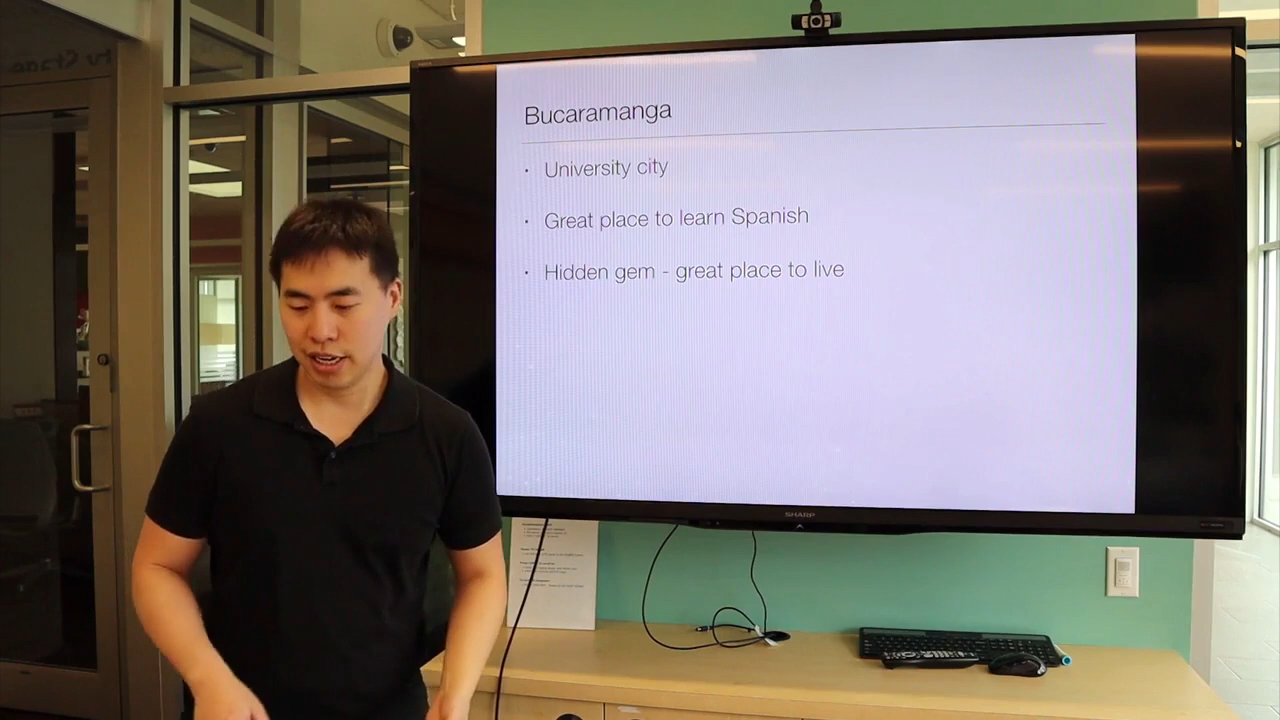 Bucaramanga
• University city
• Great place to learn Spanish
• Hidden gem - great place to live
SHARP